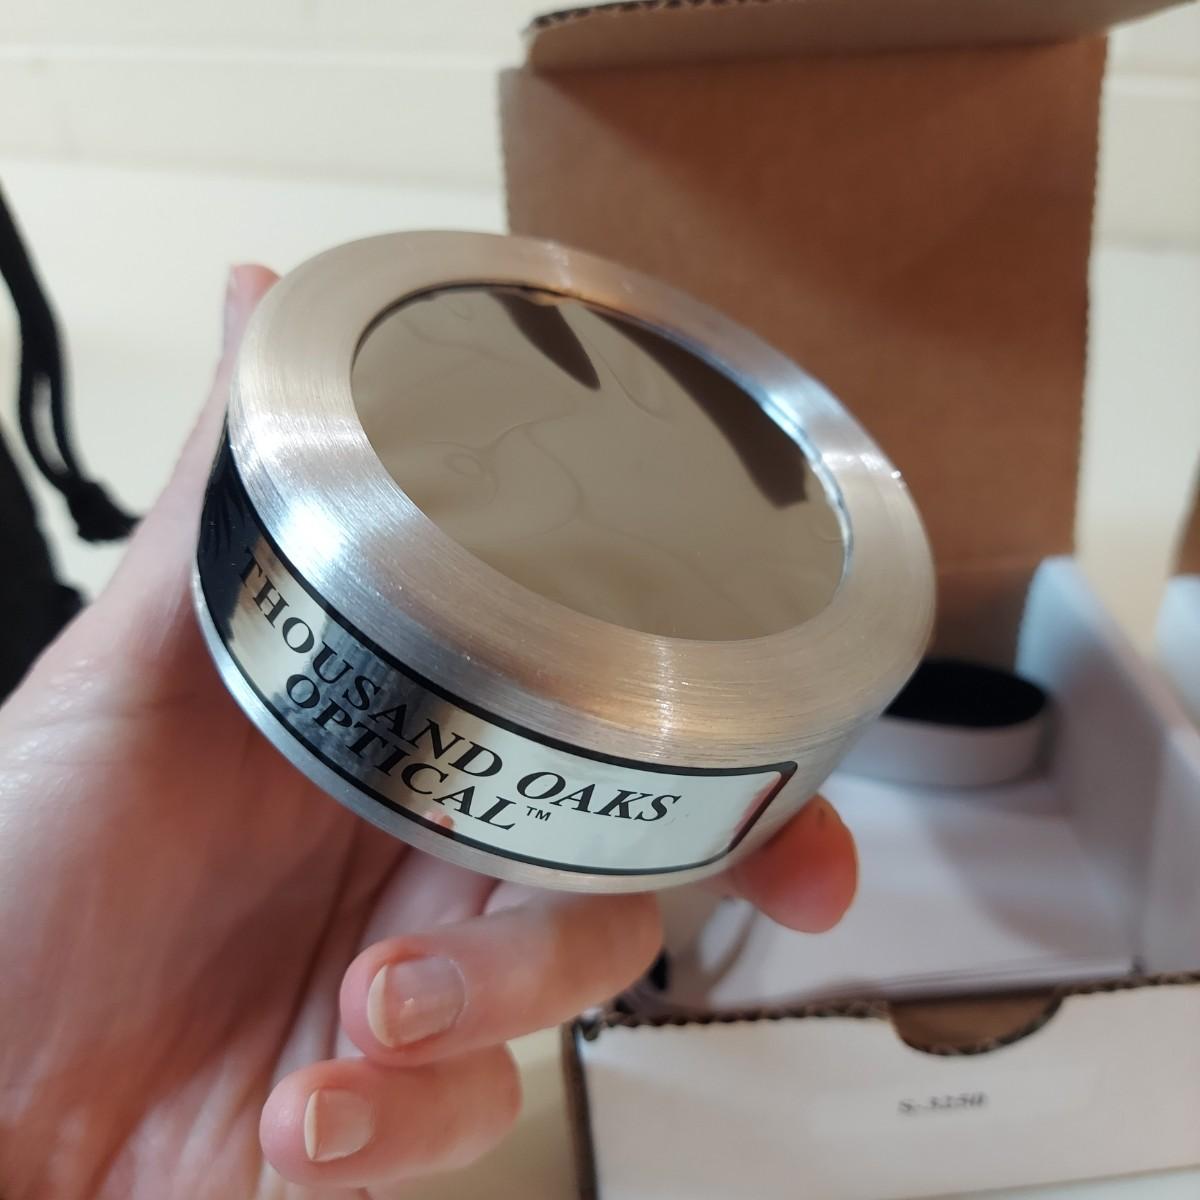 THOUSAND OAKS
OPTICAL™
S-3250